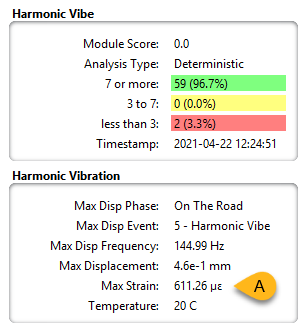 Harmonic Vibe
Module Score: 0.0
Analysis Type: Deterministic
7 or more: 59 (96.7%)
3 to 7: 0 (0.0%)
less than 3: 2 (3.3%)
Timestamp: 2021-04-22 12:24:51
Harmonic Vibration
Max Disp Phase: On The Road
Max Disp Event: 5 - Harmonic Vibe
Max Disp Frequency: 144.99 Hz
Max Displacement: 4.6e-1 mm
Max Strain: 611.26 με A
Temperature: 20 C